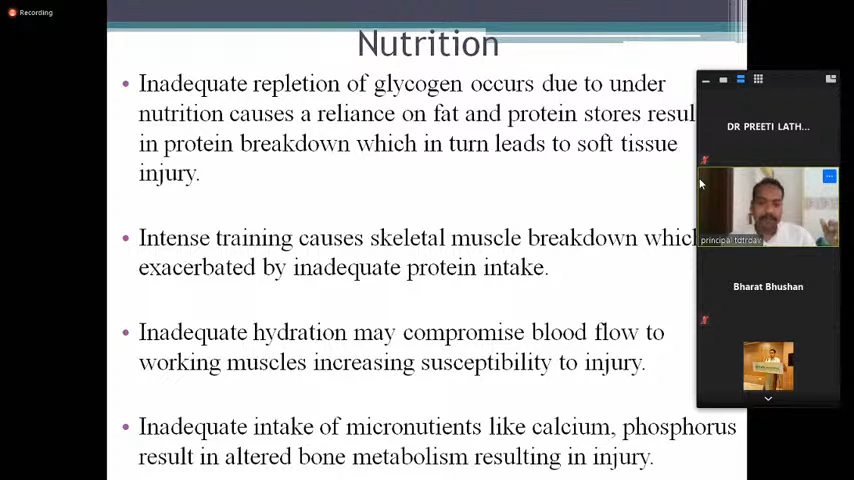 Recording
Nutrition
• Inadequate repletion of glycogen occurs due to under
nutrition causes a reliance on fat and protein stores resul
in protein breakdown which in turn leads to soft tissue
injury.
• Intense training causes skeletal muscle breakdown which
exacerbated by inadequate protein intake.
• Inadequate hydration may compromise blood flow to
working muscles increasing susceptibility to injury.
• Inadequate intake of micronutients like calcium, phosphorus
result in altered bone metabolism resulting in injury.
DR PREETI LATH...
principal tdtrdav
Bharat Bhushan